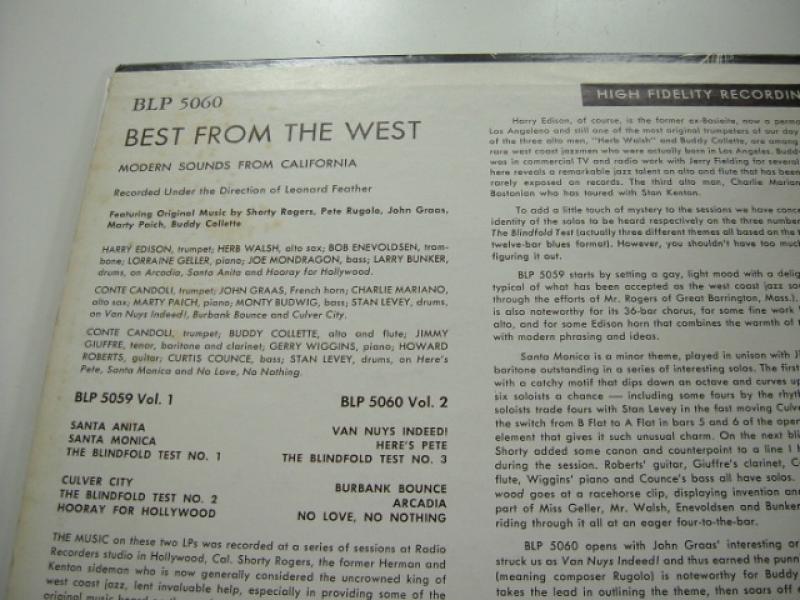 BLP 5060
BEST FROM THE WEST
MODERN SOUNDS FROM CALIFORNIA
Recorded Under the Direction of Leonard Feather
Featuring Original Music by Shorty Rogers, Pete Rugolo, John Graas,
Marty Paich, Buddy Collette
HARRY EDISON, trumpet; HERB WALSH, alto sax; BOB ENEVOLDSEN, trom-
bone; LORRAINE GELLER, piano; JOE MONDRAGON, bass; LARRY BUNKER,
drums, on Arcadia, Santa Anita and Hooray for Hollywood.
CONTE CANDOLI, trumpet; JOHN GRAAS, French horn; CHARLIE MARIANO,
alto sax; MARTY PAICH, piano; MONTY BUDWIG, bass; STAN LEVEY, drums,
on Van Nuys Indeed!, Burbank Bounce and Culver City.
CONTE CANDOLI, trumpet; BUDDY COLLETTE, alto and flute; JIMMY
GIUFFRE, tenor, baritone and clarinet; GERRY WIGGINS, piano; HOWARD
ROBERTS, guitar; CURTIS COUNCE, bass; STAN LEVEY, drums, on Here's
Pete, Santa Monica and No Love, No Nothing.
BLP 5059 Vol. 1
SANTA ANITA
SANTA MONICA
THE BLINDFOLD TEST NO. 1
CULVER CITY
THE BLINDFOLD TEST NO. 2
HOORAY FOR HOLLYWOOD
BLP 5060 Vol. 2
VAN NUYS INDEED!
HERE'S PETE
THE BLINDFOLD TEST NO. 3
BURBANK BOUNCE
ARCADIA
NO LOVE, NO NOTHING
THE MUSIC on these two LPs was recorded at a series of sessions at Radio
Recorders studio in Hollywood, Cal. Shorty Rogers, the former Herman and
Kenton sideman who is now generally considered the uncrowned king of
west coast jazz, lent invaluable help, especially in providing some of the
original music
HIGH FIDELITY RECORDIN
Harry Edison, of course, is the former ex-Basieite, now a perma
Los Angeleno and still one of the most original trumpeters of our day
of the three alto men, "Herb Walsh" and Buddy Collette, are among
rare west coast jazzmen who were actually born in Los Angeles. Buddy
was in commercial TV and radio work with Jerry Fielding for several
here reveals a remarkable jazz talent on alto and flute that has been
rarely exposed on records. The third alto man, Charlie Marian
Bostonian who has toured with Stan Kenton.
To add a little touch of mystery to the sessions we have conc
identity of the solos to be heard respectively on the three number
The Blindfold Test (actually three different themes all based on the
twelve-bar blues format). However, you shouldn't have too much
figuring it out.
BLP 5059 starts by setting a gay, light mood with a delig
typical of what has been accepted as the west coast jazz so
through the efforts of Mr. Rogers of Great Barrington, Mass.).
is also noteworthy for its 36-bar chorus, for some fine work
alto, and for some Edison horn that combines the warmth of
with modern phrasing and ideas.
Santa Monica is a minor theme, played in unison with Ji
baritone outstanding in a series of interesting solos. The first
with a catchy motif that dips down an octave and curves up
six soloists a chance — including some fours by the rhyth
soloists trade fours with Stan Levey in the fast moving Culve
the switch from B Flat to A Flat in bars 5 and 6 of the open
element that gives it such unusual charm. On the next bli
Shorty added some canon and counterpoint to a line I h
during the session. Roberts' guitar, Giuffre's clarinet, C
flute, Wiggins' piano and Counce's bass all have solos.
wood goes at a racehorse clip, displaying invention and
part of Miss Geller, Mr. Walsh, Enevoldsen and Bunker
riding through it all at an eager four-to-the-bar.
BLP 5060 opens with John Graas' interesting or
struck us as Van Nuys Indeed! and thus earned the punn
(meaning composer Rugolo) is noteworthy for Buddy
takes the lead in outlining the theme, then soars off